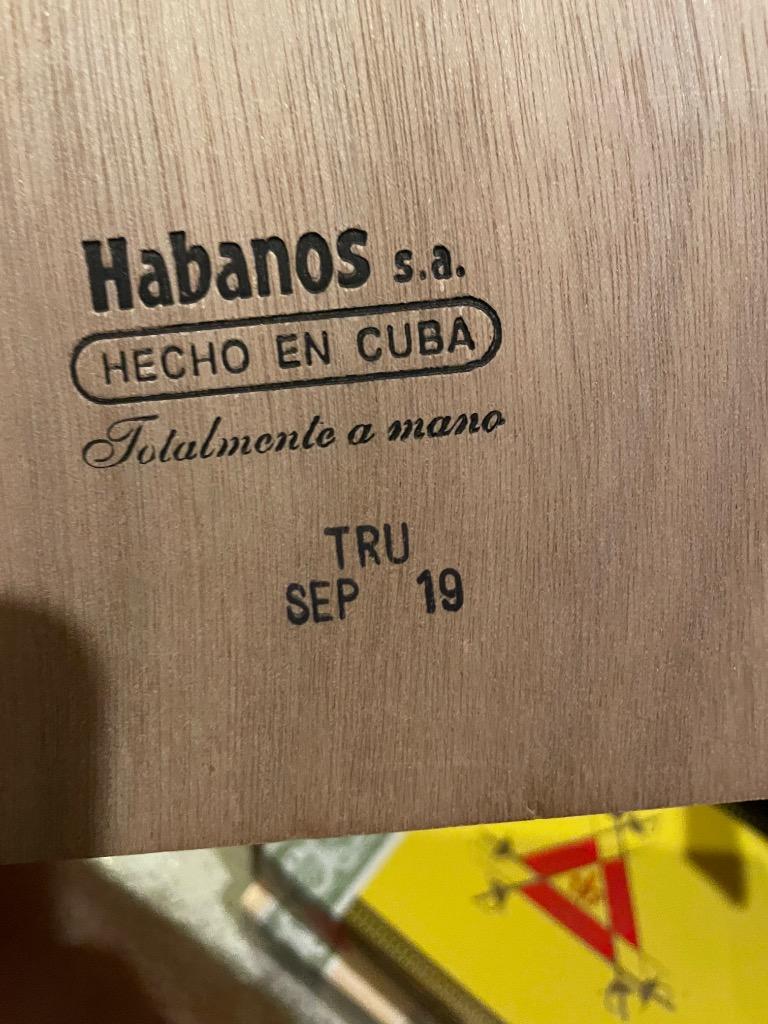 Habanos s.a.
HECHO EN CUBA
Totalmente a mano
TRU
SEP 19